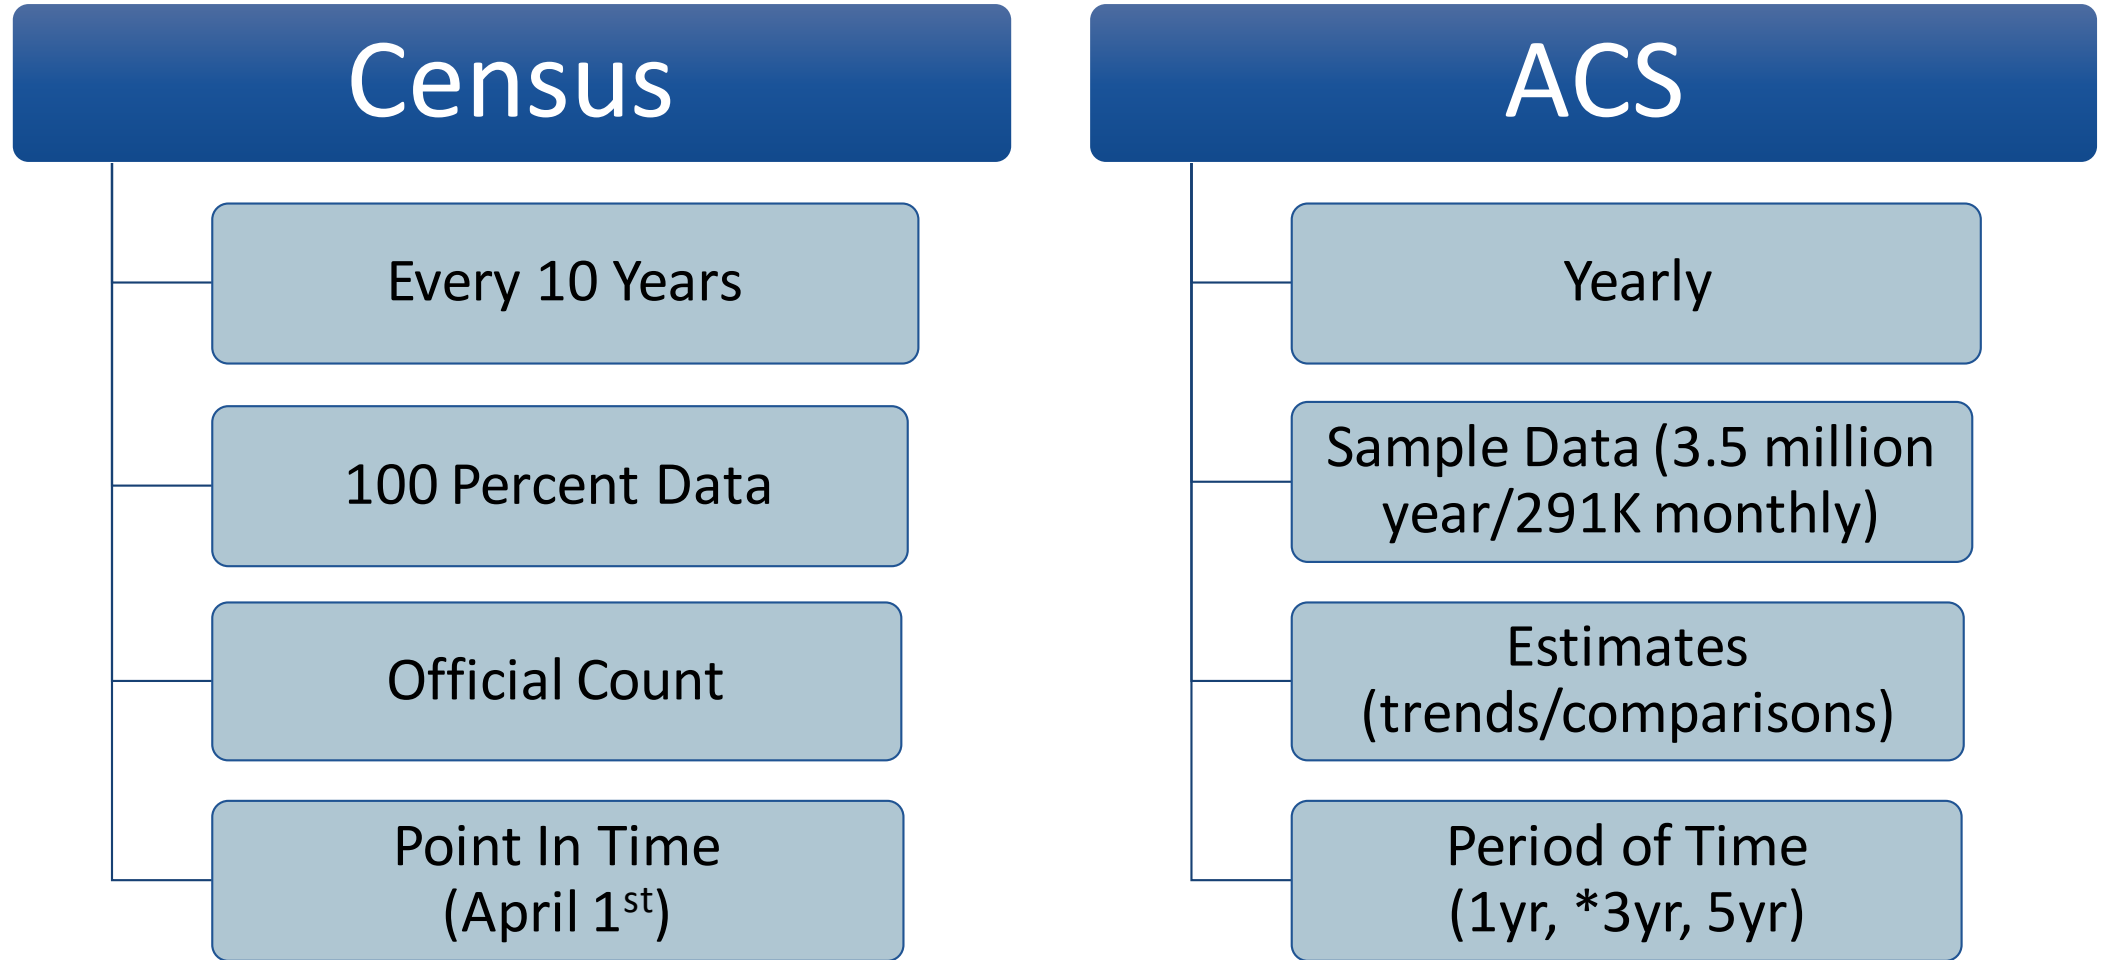 Census
Every 10 Years
100 Percent Data
Official Count
Point In Time
(April 1st)
ACS
Yearly
Sample Data (3.5 million
year/291K monthly)
Estimates
(trends/comparisons)
Period of Time
(1yr, *3yr, 5yr)